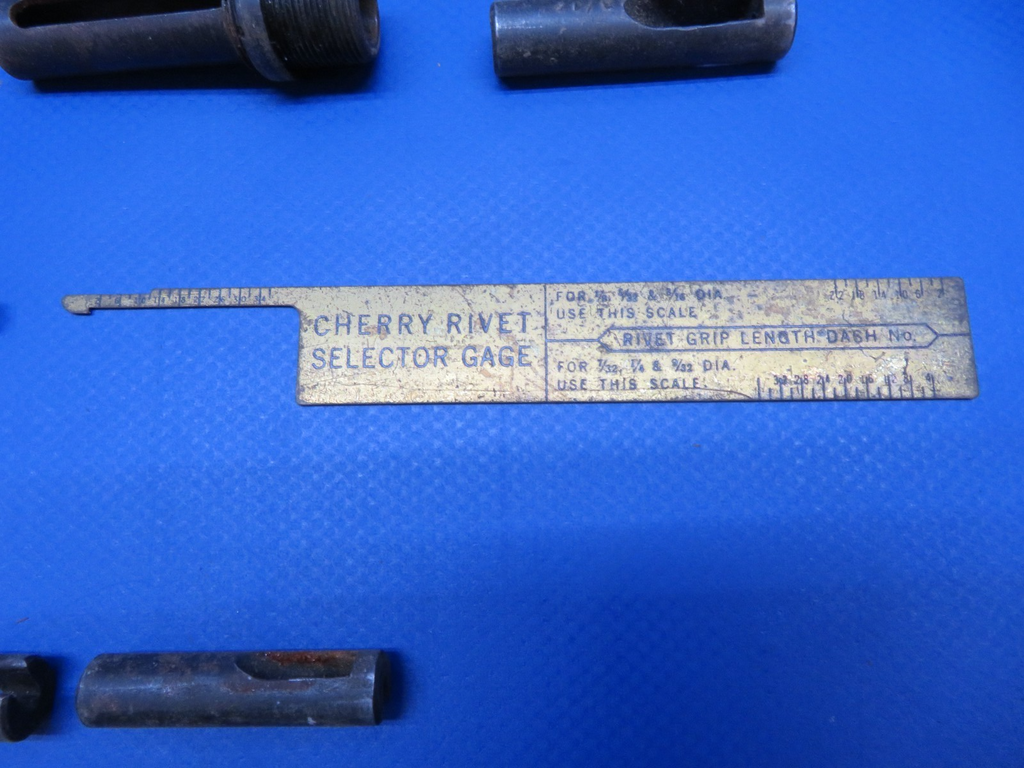 CHERRY RIVET
SELECTOR GAGE
FOR 1/8, 5/32 & 3/16 DIA.
USE THIS SCALE
RIVET GRIP LENGTH DASH No.
FOR 7/32, 1/4 & 9/32 DIA.
USE THIS SCALE.